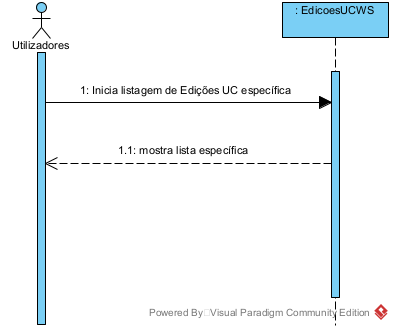 : EdicoesUCWS
Utilizadores
1: Inicia listagem de Edições UC específica
1.1: mostra lista específica
Powered By Visual Paradigm Community Edition